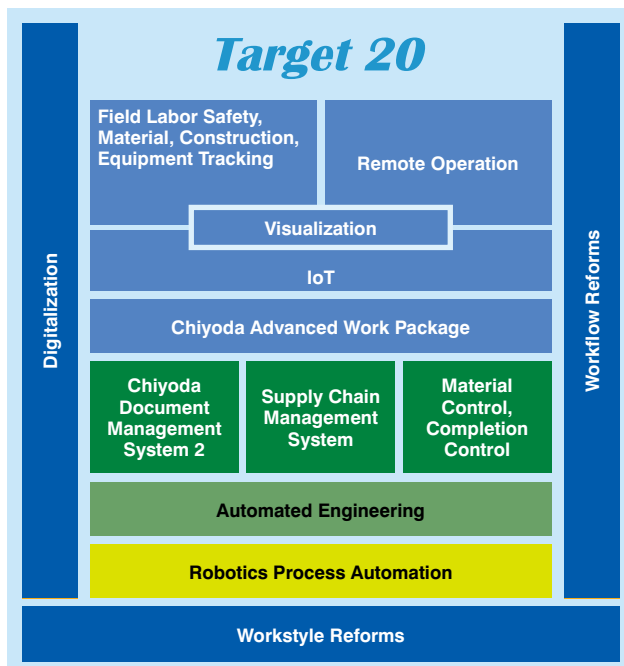 Target 20
Field Labor Safety,
Material, Construction,
Equipment Tracking
Remote Operation
Visualization
IoT
Chiyoda Advanced Work Package
Chiyoda
Document
Management
System 2
Supply Chain
Management
System
Material
Control,
Completion
Control
Automated Engineering
Robotics Process Automation
Digitalization
Workflow Reforms
Workstyle Reforms